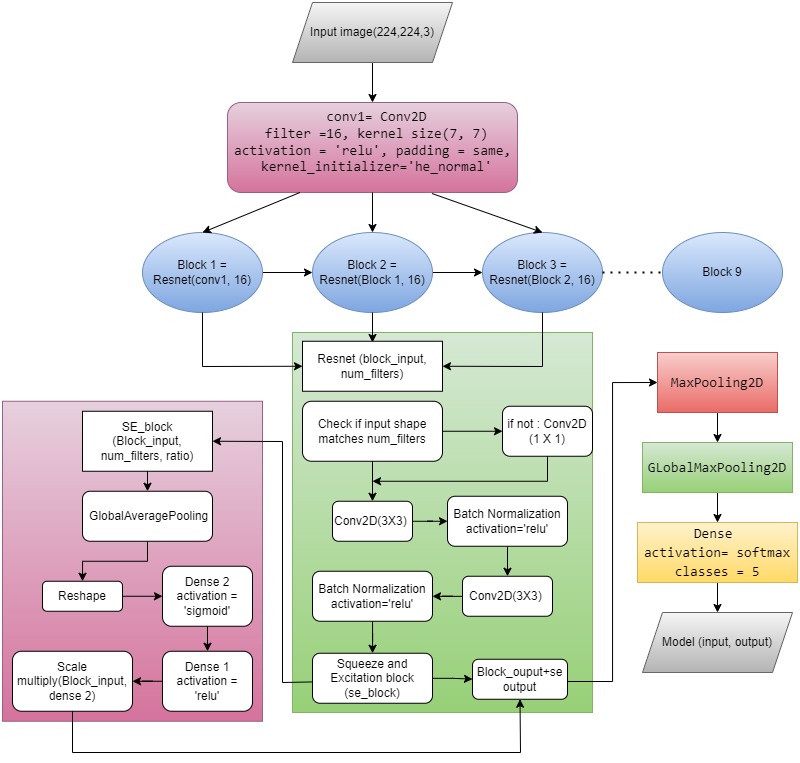 Input image(224,224,3)
conv1= Conv2D
filter =16, kernel size(7, 7)
activation = 'relu', padding = same,
kernel_initializer='he_normal'
Block 1 =
Resnet(conv1, 16)
Block 2 =
Resnet(Block 1, 16)
Block 3 =
Resnet(Block 2, 16)
Block 9
Resnet (block_input,
num_filters)
Check if input shape
matches num_filters
if not : Conv2D
(1 X 1)
Conv2D(3X3)
Batch Normalization
activation='relu'
Conv2D(3X3)
Batch Normalization
activation='relu'
Squeeze and
Excitation block
(se_block)
Block_ouput+se
output
SE_block
(Block_input,
num_filters, ratio)
GlobalAveragePooling
Reshape
Dense 2
activation =
'sigmoid'
Dense 1
activation =
'relu'
Scale
multiply(Block_input,
dense 2)
MaxPooling2D
GLobalMaxPooling2D
Dense
activation= softmax
classes = 5
Model (input, output)